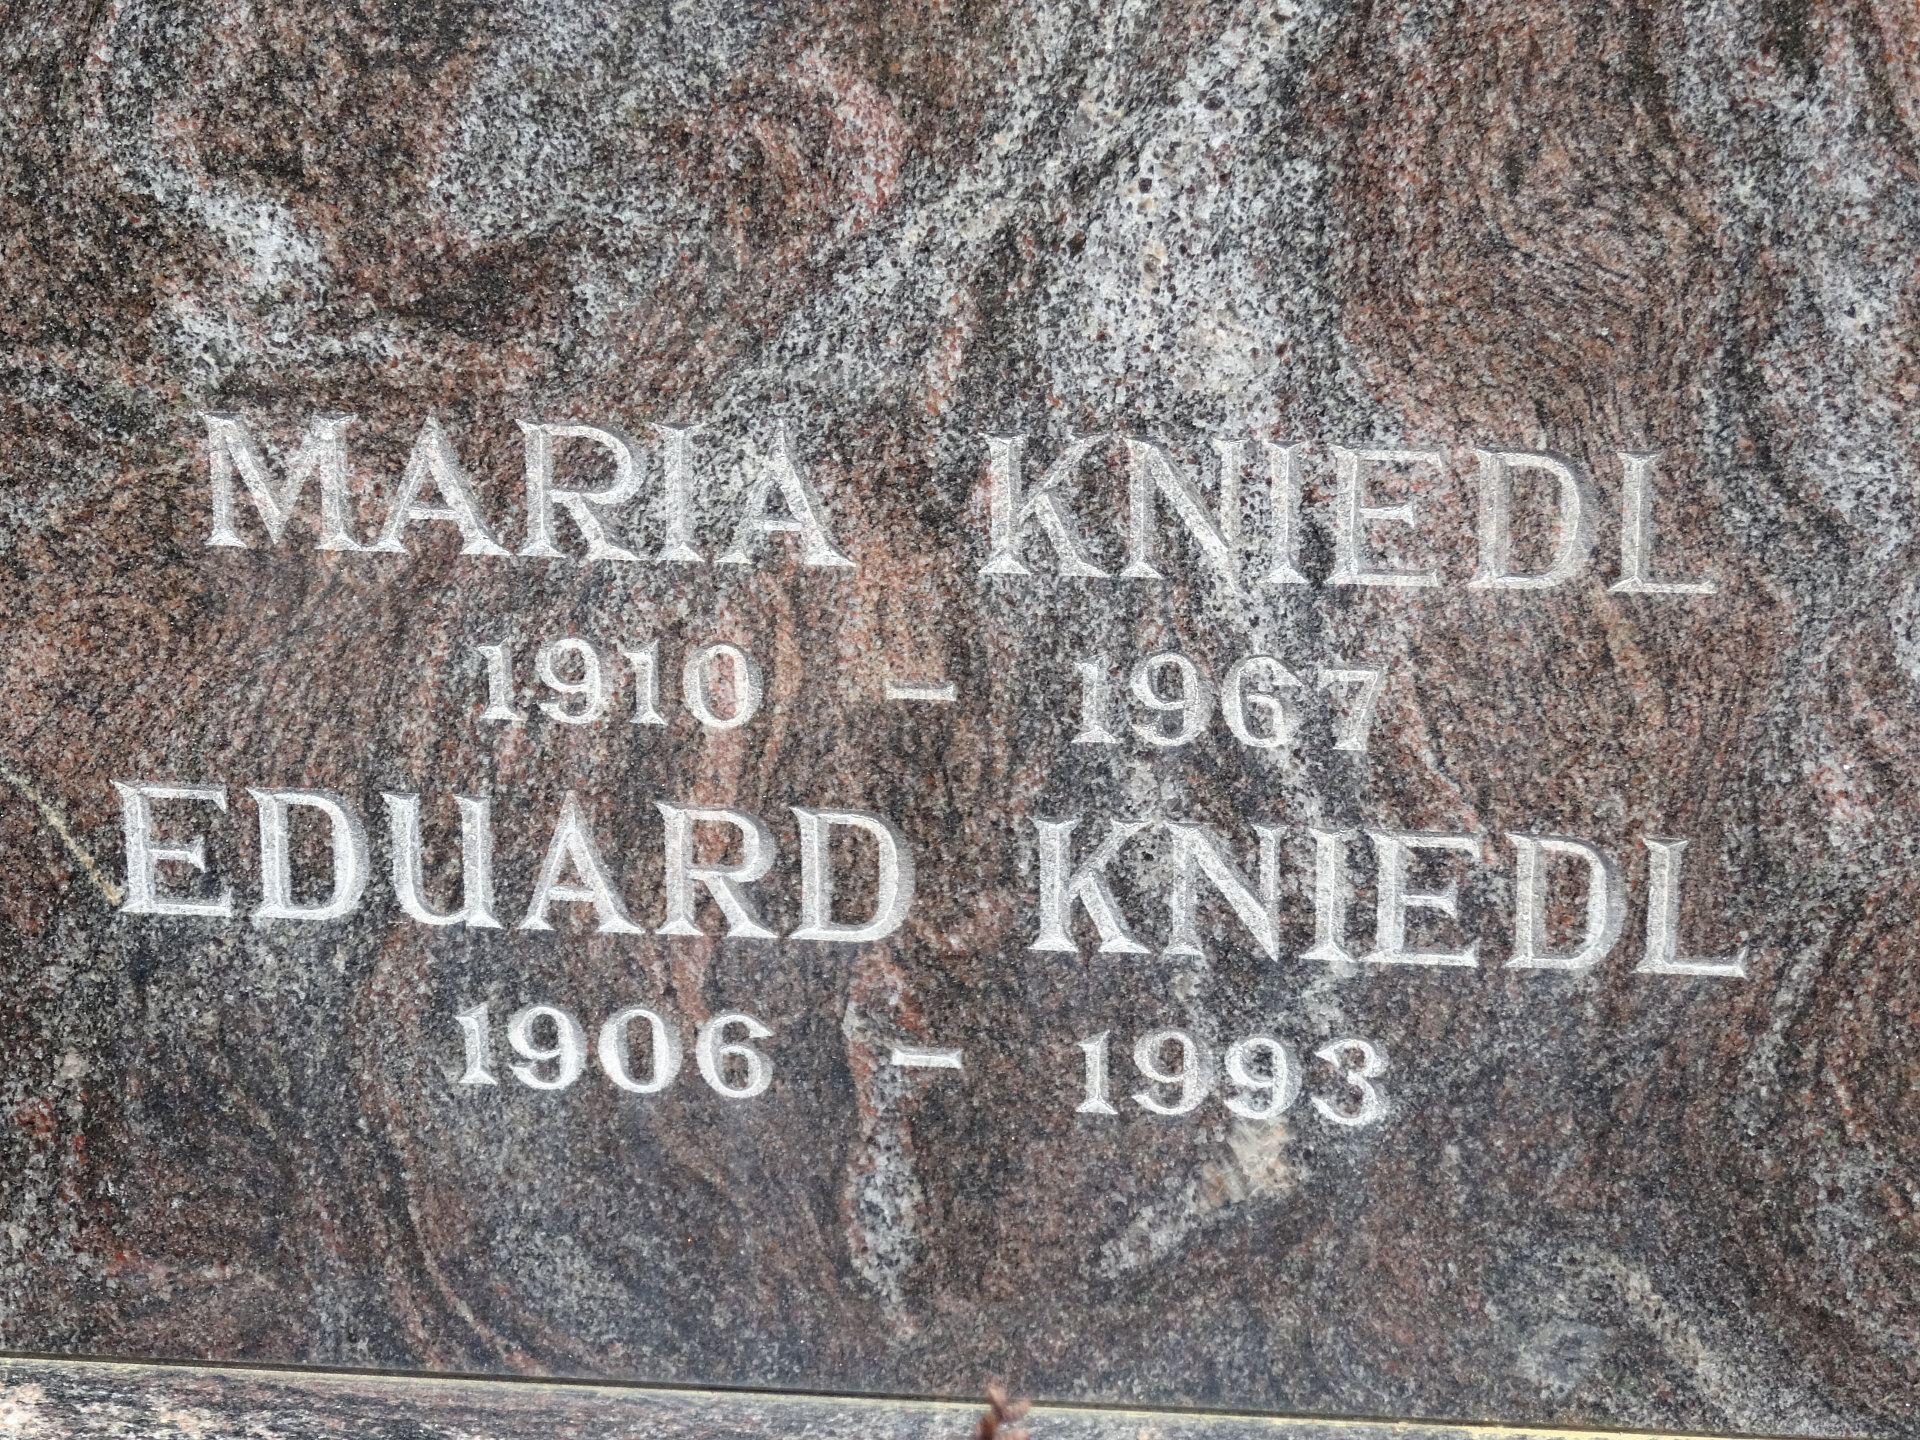 MARIA KNIEDL
1910 - 1967
EDUARD KNIEDL
1906 - 1993